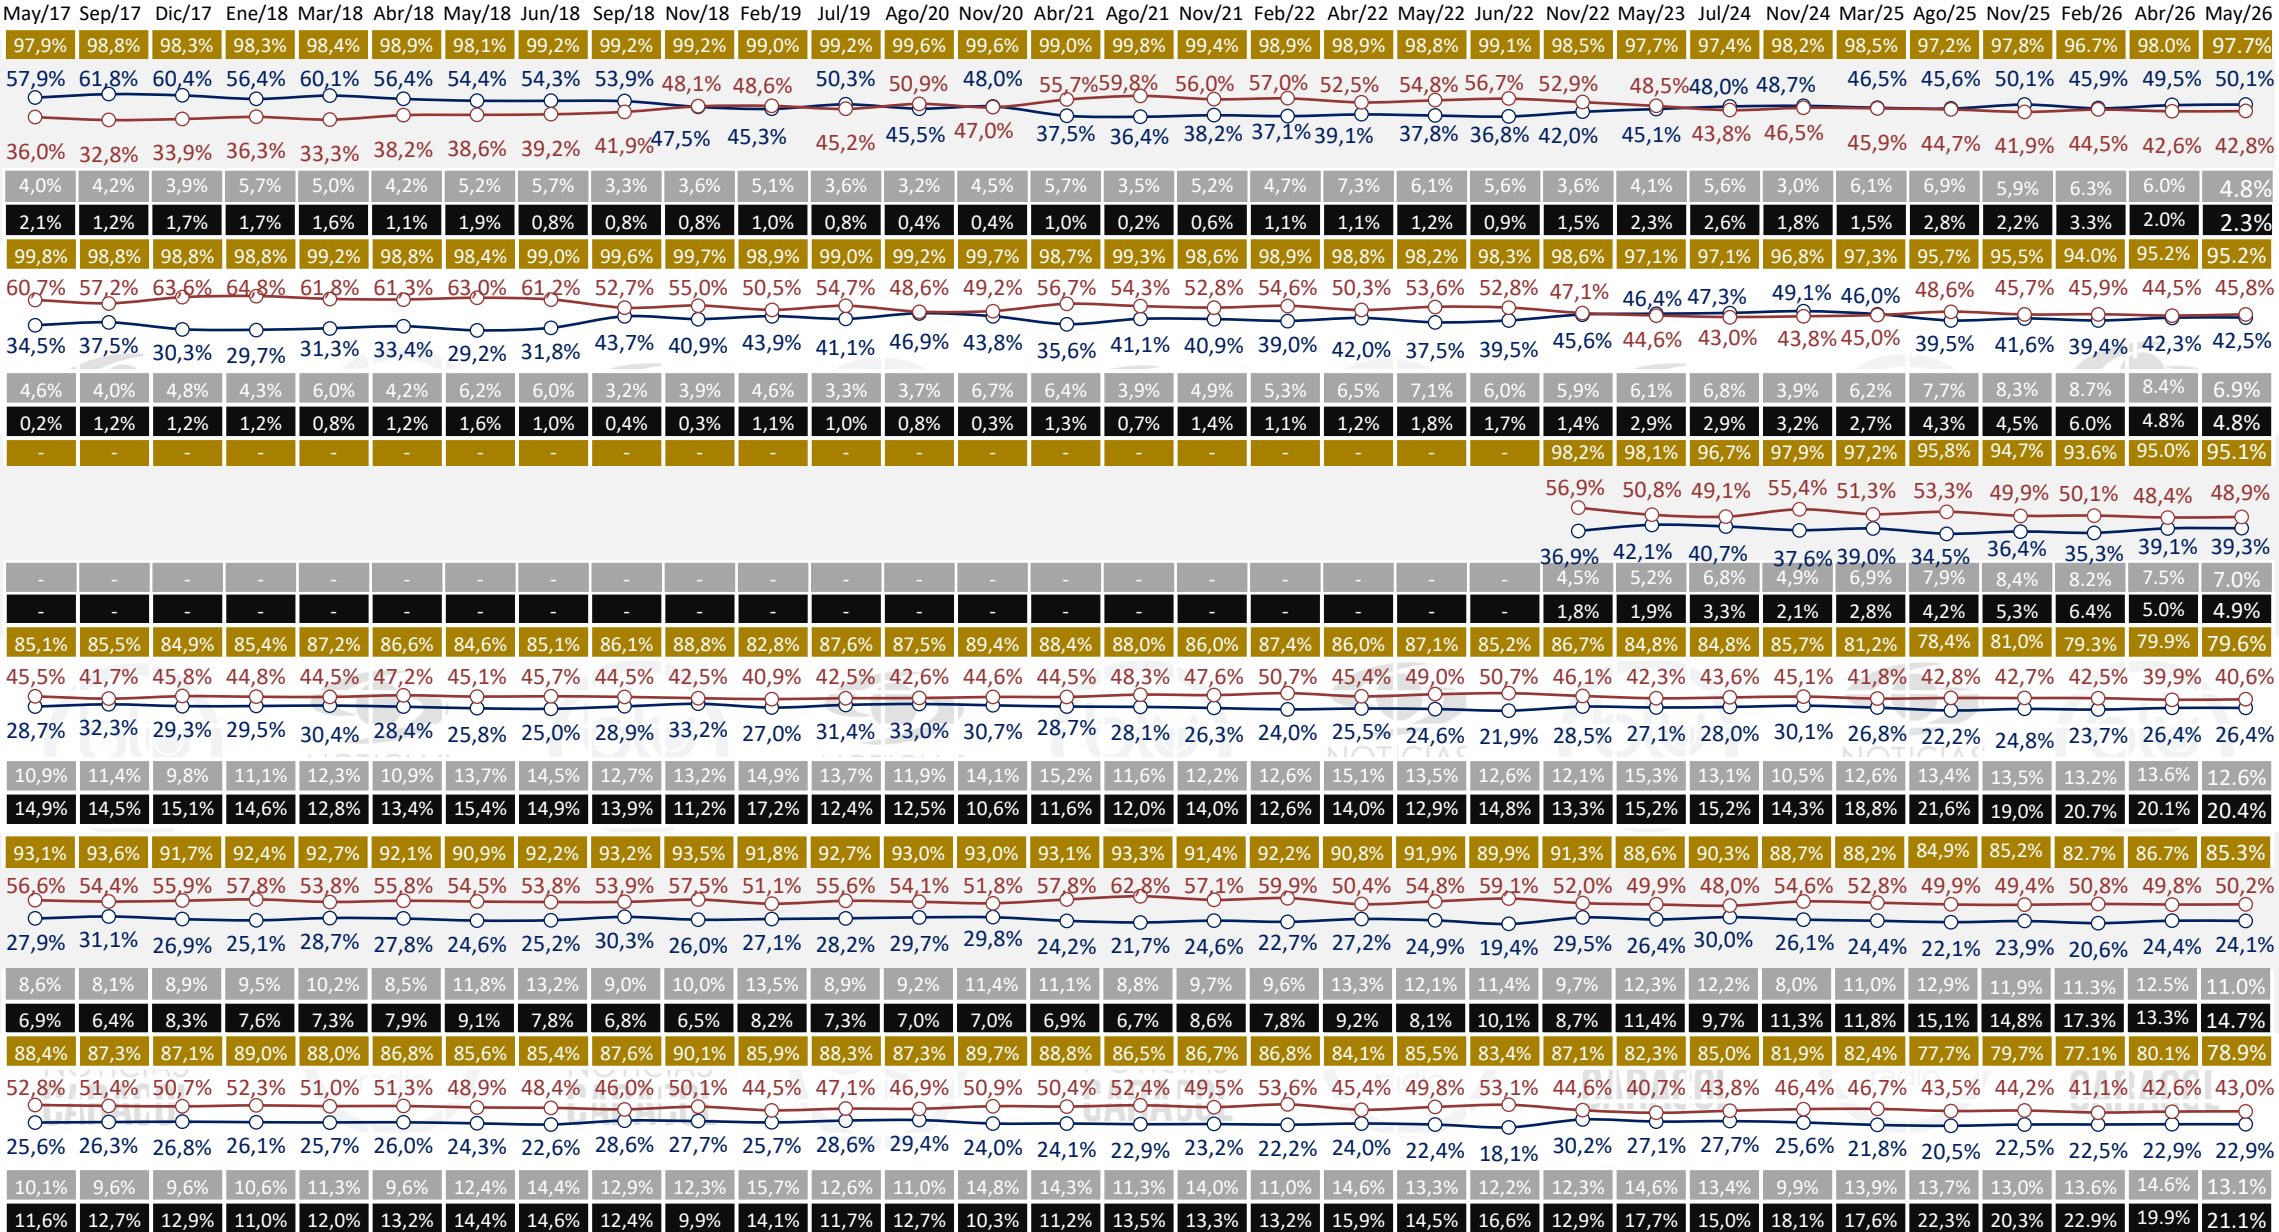 May/17 Sep/17 Dic/17 Ene/18 Mar/18 Abr/18 May/18 Jun/18 Sep/18 Nov/18 Feb/19 Jul/19 Ago/20 Nov/20 Abr/21 Ago/21 Nov/21 Feb/22 Abr/22 May/22 Jun/22 Nov/22 May/23 Jul/24 Nov/24 Mar/25 Ago/25 Nov/25 Feb/26 Abr/26 May/26
97,9% 98,8% 98,3% 98,3% 98,4% 98,9% 98,1% 99,2% 99,2% 99,2% 99,0% 99,2% 99,6% 99,6% 99,0% 99,8% 99,4% 98,9% 98,9% 98,8% 99,1% 98,5% 97,7% 97,4% 98,2% 98,5% 97,2% 97,8% 96.7% 98.0% 97.7%
57,9% 61,8% 60,4% 56,4% 60,1% 56,4% 54,4% 54,3% 53,9% 48,1% 48,6% 50,3% 50,9% 48,0% 55,7% 59,8% 56,0% 57,0% 52,5% 54,8% 56,7% 52,9% 48,5% 48,0% 48,7% 46,5% 45,6% 50,1% 45,9% 49,5% 50,1%
36,0% 32,8% 33,9% 36,3% 33,3% 38,2% 38,6% 39,2% 41,9% 47,5% 45,3% 45,2% 45,5% 47,0% 37,5% 36,4% 38,2% 37,1% 39,1% 37,8% 36,8% 42,0% 45,1% 43,8% 46,5% 45,9% 44,7% 41,9% 44,5% 42,6% 42,8%
4,0% 4,2% 3,9% 5,7% 5,0% 4,2% 5,2% 5,7% 3,3% 3,6% 5,1% 3,6% 3,2% 4,5% 5,7% 3,5% 5,2% 4,7% 7,3% 6,1% 5,6% 3,6% 4,1% 5,6% 3,0% 6,1% 6,9% 5,9% 6.3% 6.0% 4.8%
2,1% 1,2% 1,7% 1,7% 1,6% 1,1% 1,9% 0,8% 0,8% 0,8% 1,0% 0,8% 0,4% 0,4% 1,0% 0,2% 0,6% 1,1% 1,1% 1,2% 0,9% 1,5% 2,3% 2,6% 1,8% 1,5% 2,8% 2,2% 3.3% 2.0% 2.3%
99,8% 98,8% 98,8% 98,8% 99,2% 98,8% 98,4% 99,0% 99,6% 99,7% 98,9% 99,0% 99,2% 99,7% 98,7% 99,3% 98,6% 98,9% 98,8% 98,2% 98,3% 98,6% 97,1% 97,1% 96,8% 97,3% 95,7% 95,5% 94.0% 95.2% 95.2%
60,7% 57,2% 63,6% 64,8% 61,8% 61,3% 63,0% 61,2% 52,7% 55,0% 50,5% 54,7% 48,6% 49,2% 56,7% 54,3% 52,8% 54,6% 50,3% 53,6% 52,8% 47,1% 46,4% 47,3% 49,1% 46,0% 48,6% 45,7% 45,9% 44,5% 45,8%
34,5% 37,5% 30,3% 29,7% 31,3% 33,4% 29,2% 31,8% 43,7% 40,9% 43,9% 41,1% 46,9% 43,8% 35,6% 41,1% 40,9% 39,0% 42,0% 37,5% 39,5% 45,6% 44,6% 43,0% 43,8% 45,0% 39,5% 41,6% 39,4% 42,3% 42,5%
4,6% 4,0% 4,8% 4,3% 6,0% 4,2% 6,2% 6,0% 3,2% 3,9% 4,6% 3,3% 3,7% 6,7% 6,4% 3,9% 4,9% 5,3% 6,5% 7,1% 6,0% 5,9% 6,1% 6,8% 3,9% 6,2% 7,7% 8,3% 8.7% 8.4% 6.9%
0,2% 1,2% 1,2% 1,2% 0,8% 1,2% 1,6% 1,0% 0,4% 0,3% 1,1% 1,0% 0,8% 0,3% 1,3% 0,7% 1,4% 1,1% 1,2% 1,8% 1,7% 1,4% 2,9% 2,9% 3,2% 2,7% 4,3% 4,5% 6.0% 4.8% 4.8%
- - - - - - - - - - - - - - - - - - - - - 98,2% 98,1% 96,7% 97,9% 97,2% 95,8% 94,7% 93.6% 95.0% 95.1%
56,9% 50,8% 49,1% 55,4% 51,3% 53,3% 49,9% 50,1% 48,4% 48,9%
36,9% 42,1% 40,7% 37,6% 39,0% 34,5% 36,4% 35,3% 39,1% 39,3%
- - - - - - - - - - - - - - - - - - - - - 4,5% 5,2% 6,8% 4,9% 6,9% 7,9% 8,4% 8.2% 7.5% 7.0%
- - - - - - - - - - - - - - - - - - - - - 1,8% 1,9% 3,3% 2,1% 2,8% 4,2% 5,3% 6.4% 5.0% 4.9%
85,1% 85,5% 84,9% 85,4% 87,2% 86,6% 84,6% 85,1% 86,1% 88,8% 82,8% 87,6% 87,5% 89,4% 88,4% 88,0% 86,0% 87,4% 86,0% 87,1% 85,2% 86,7% 84,8% 84,8% 85,7% 81,2% 78,4% 81,0% 79.3% 79.9% 79.6%
45,5% 41,7% 45,8% 44,8% 44,5% 47,2% 45,1% 45,7% 44,5% 42,5% 40,9% 42,5% 42,6% 44,6% 44,5% 48,3% 47,6% 50,7% 45,4% 49,0% 50,7% 46,1% 42,3% 43,6% 45,1% 41,8% 42,8% 42,7% 42,5% 39,9% 40,6%
28,7% 32,3% 29,3% 29,5% 30,4% 28,4% 25,8% 25,0% 28,9% 33,2% 27,0% 31,4% 33,0% 30,7% 28,7% 28,1% 26,3% 24,0% 25,5% 24,6% 21,9% 28,5% 27,1% 28,0% 30,1% 26,8% 22,2% 24,8% 23,7% 26,4% 26,4%
NOTICIAS NOTICIAS
10,9% 11,4% 9,8% 11,1% 12,3% 10,9% 13,7% 14,5% 12,7% 13,2% 14,9% 13,7% 11,9% 14,1% 15,2% 11,6% 12,2% 12,6% 15,1% 13,5% 12,6% 12,1% 15,3% 13,1% 10,5% 12,6% 13,4% 13,5% 13.2% 13.6% 12.6%
14,9% 14,5% 15,1% 14,6% 12,8% 13,4% 15,4% 14,9% 13,9% 11,2% 17,2% 12,4% 12,5% 10,6% 11,6% 12,0% 14,0% 12,6% 14,0% 12,9% 14,8% 13,3% 15,2% 15,2% 14,3% 18,8% 21,6% 19,0% 20.7% 20.1% 20.4%
93,1% 93,6% 91,7% 92,4% 92,7% 92,1% 90,9% 92,2% 93,2% 93,5% 91,8% 92,7% 93,0% 93,0% 93,1% 93,3% 91,4% 92,2% 90,8% 91,9% 89,9% 91,3% 88,6% 90,3% 88,7% 88,2% 84,9% 85,2% 82.7% 86.7% 85.3%
56,6% 54,4% 55,9% 57,8% 53,8% 55,8% 54,5% 53,8% 53,9% 57,5% 51,1% 55,6% 54,1% 51,8% 57,8% 62,8% 57,1% 59,9% 50,4% 54,8% 59,1% 52,0% 49,9% 48,0% 54,6% 52,8% 49,9% 49,4% 50,8% 49,8% 50,2%
27,9% 31,1% 26,9% 25,1% 28,7% 27,8% 24,6% 25,2% 30,3% 26,0% 27,1% 28,2% 29,7% 29,8% 24,2% 21,7% 24,6% 22,7% 27,2% 24,9% 19,4% 29,5% 26,4% 30,0% 26,1% 24,4% 22,1% 23,9% 20,6% 24,4% 24,1%
8,6% 8,1% 8,9% 9,5% 10,2% 8,5% 11,8% 13,2% 9,0% 10,0% 13,5% 8,9% 9,2% 11,4% 11,1% 8,8% 9,7% 9,6% 13,3% 12,1% 11,4% 9,7% 12,3% 12,2% 8,0% 11,0% 12,9% 11,9% 11.3% 12.5% 11.0%
6,9% 6,4% 8,3% 7,6% 7,3% 7,9% 9,1% 7,8% 6,8% 6,5% 8,2% 7,3% 7,0% 7,0% 6,9% 6,7% 8,6% 7,8% 9,2% 8,1% 10,1% 8,7% 11,4% 9,7% 11,3% 11,8% 15,1% 14,8% 17.3% 13.3% 14.7%
88,4% 87,3% 87,1% 89,0% 88,0% 86,8% 85,6% 85,4% 87,6% 90,1% 85,9% 88,3% 87,3% 89,7% 88,8% 86,5% 86,7% 86,8% 84,1% 85,5% 83,4% 87,1% 82,3% 85,0% 81,9% 82,4% 77,7% 79,7% 77.1% 80.1% 78.9%
52,8% 51,4% 50,7% 52,3% 51,0% 51,3% 48,9% 48,4% 46,0% 50,1% 44,5% 47,1% 46,9% 50,9% 50,4% 52,4% 49,5% 53,6% 45,4% 49,8% 53,1% 44,6% 40,7% 43,8% 46,4% 46,7% 43,5% 44,2% 41,1% 42,6% 43,0%
25,6% 26,3% 26,8% 26,1% 25,7% 26,0% 24,3% 22,6% 28,6% 27,7% 25,7% 28,6% 29,4% 24,0% 24,1% 22,9% 23,2% 22,2% 24,0% 22,4% 18,1% 30,2% 27,1% 27,7% 25,6% 21,8% 20,5% 22,5% 22,5% 22,9% 22,9%
10,1% 9,6% 9,6% 10,6% 11,3% 9,6% 12,4% 14,4% 12,9% 12,3% 15,7% 12,6% 11,0% 14,8% 14,3% 11,3% 14,0% 11,0% 14,6% 13,3% 12,2% 12,3% 14,6% 13,4% 9,9% 13,9% 13,7% 13,0% 13.6% 14.6% 13.1%
11,6% 12,7% 12,9% 11,0% 12,0% 13,2% 14,4% 14,6% 12,4% 9,9% 14,1% 11,7% 12,7% 10,3% 11,2% 13,5% 13,3% 13,2% 15,9% 14,5% 16,6% 12,9% 17,7% 15,0% 18,1% 17,6% 22,3% 20,3% 22.9% 19.9% 21.1%